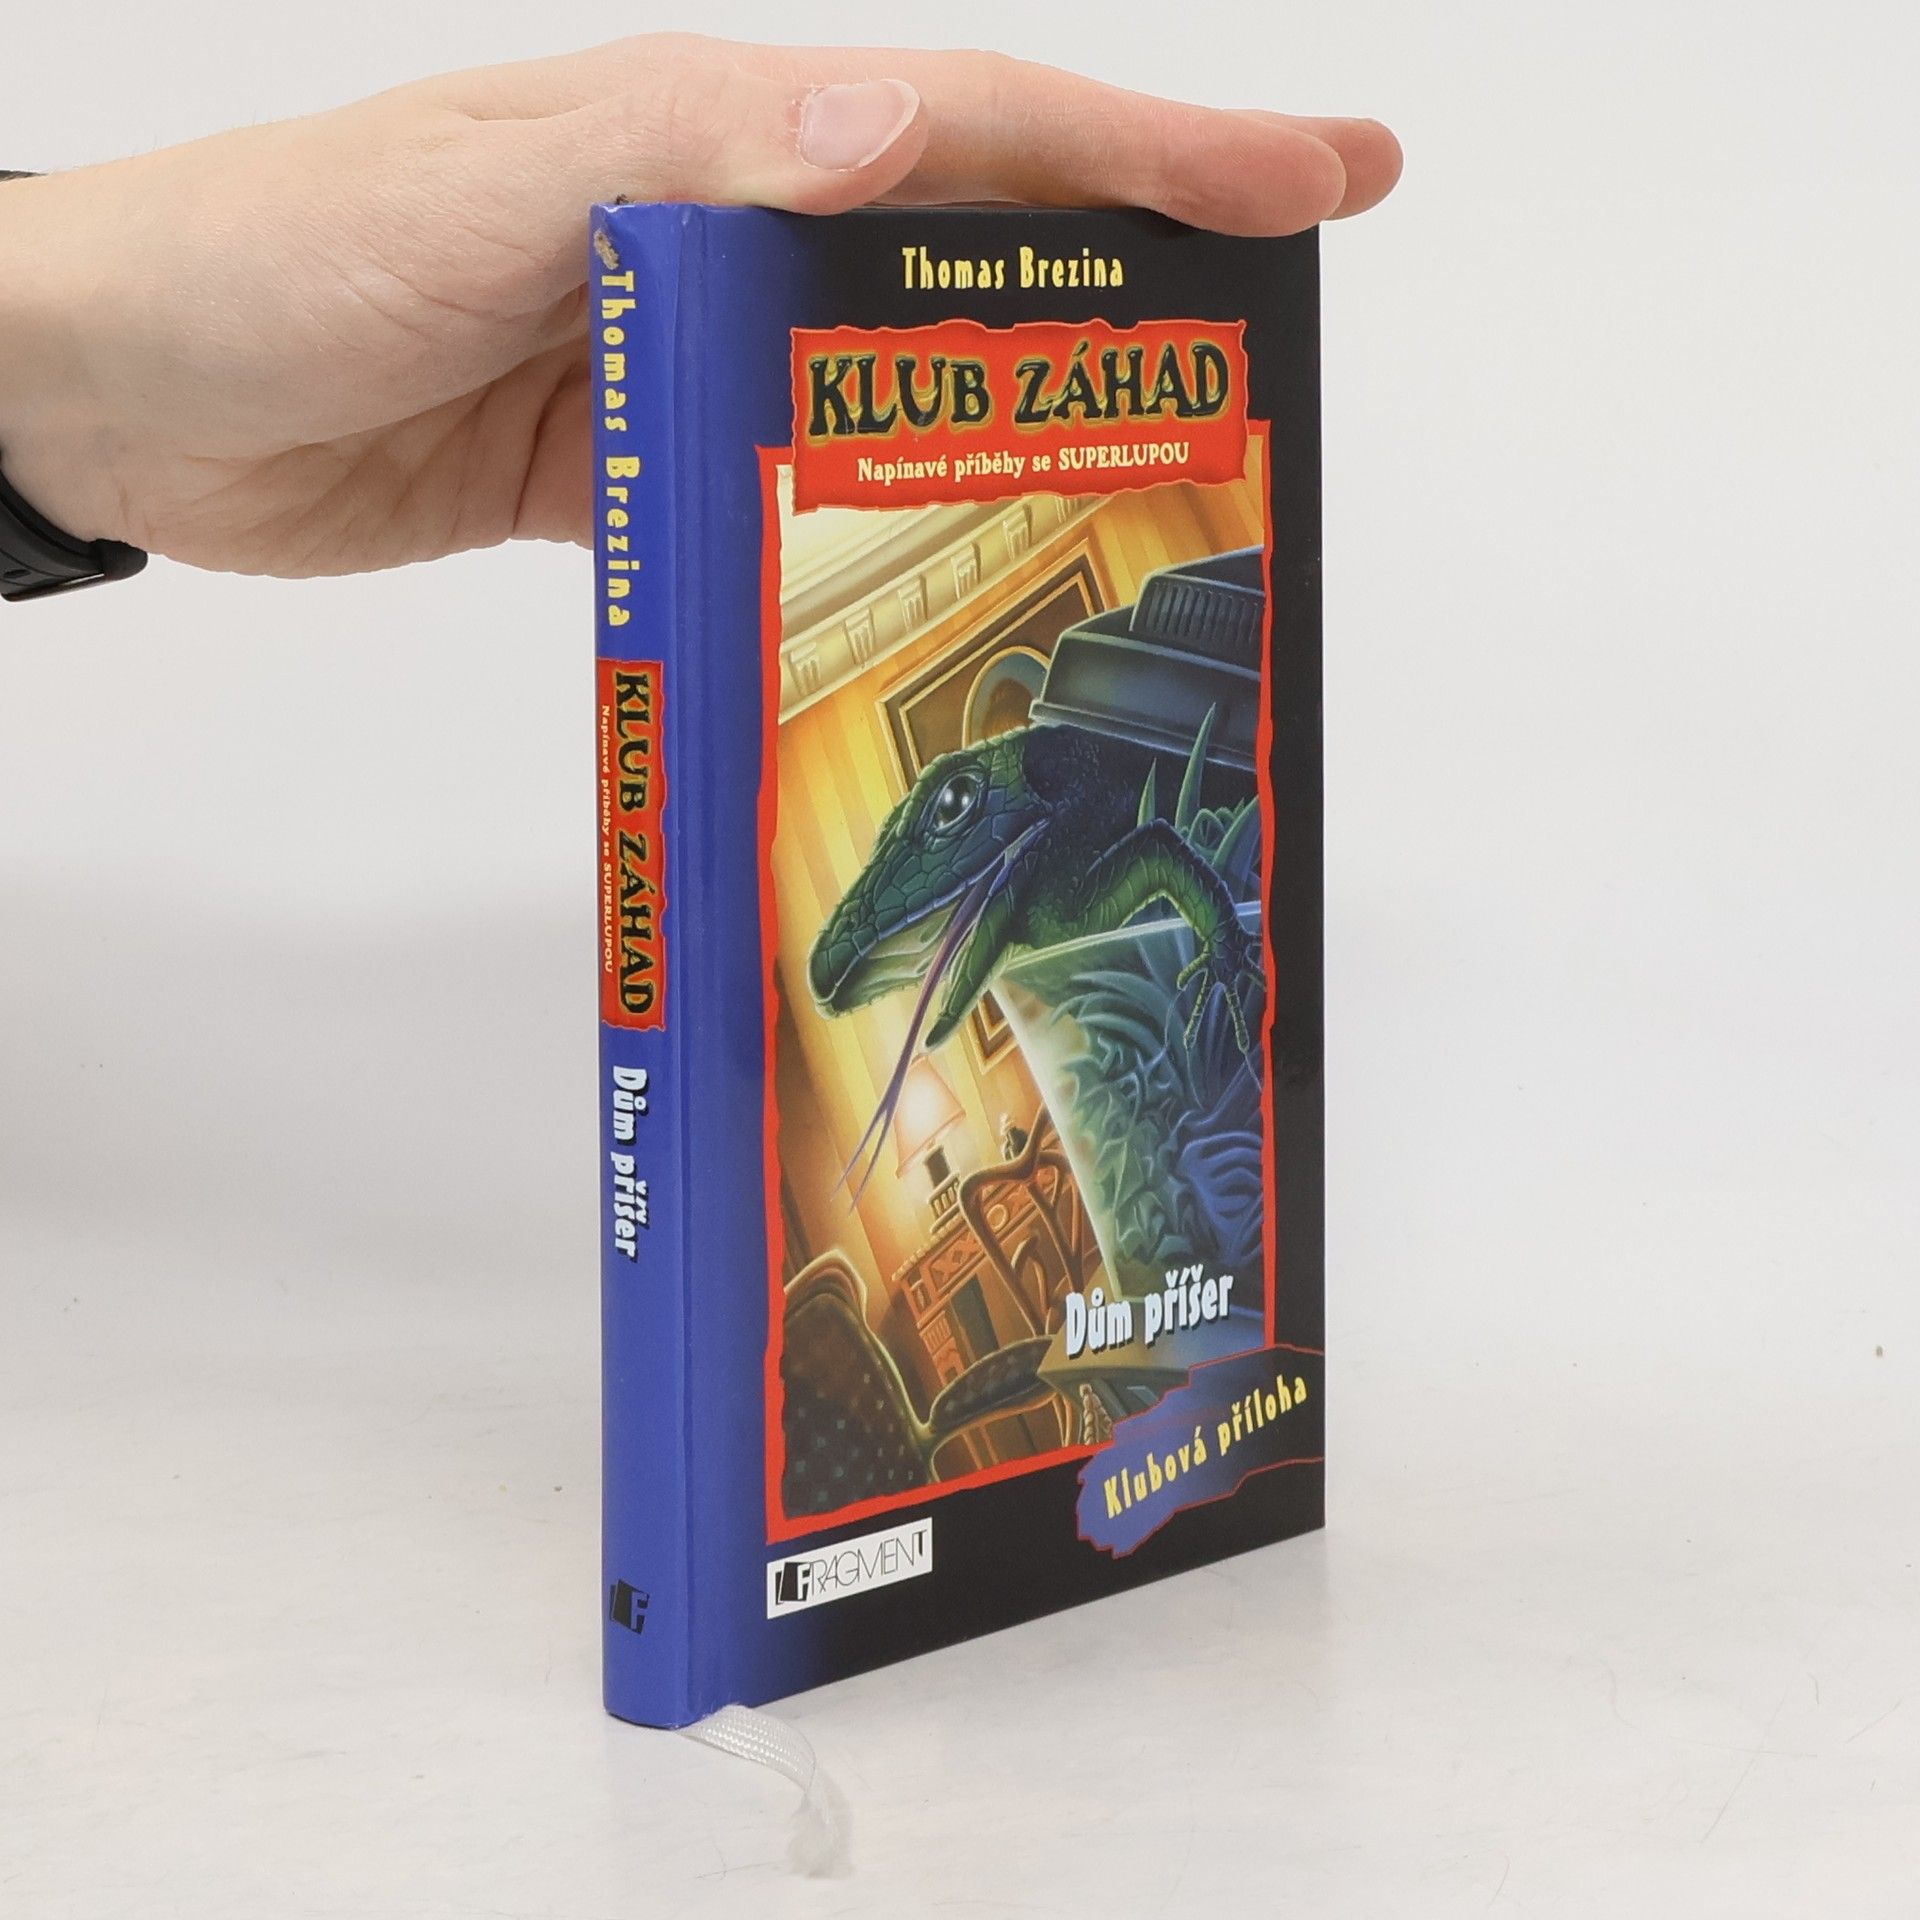 Thomas Brezina
KLUB ZÁHAD
Napínavé příběhy se SUPERLUPOU
Dům příšer
Klubová příloha
FRAGMENT
Thomas Brezina
KLUB ZÁHAD
Napínavé příběhy se SUPERLUPOU
Dům příšer
F